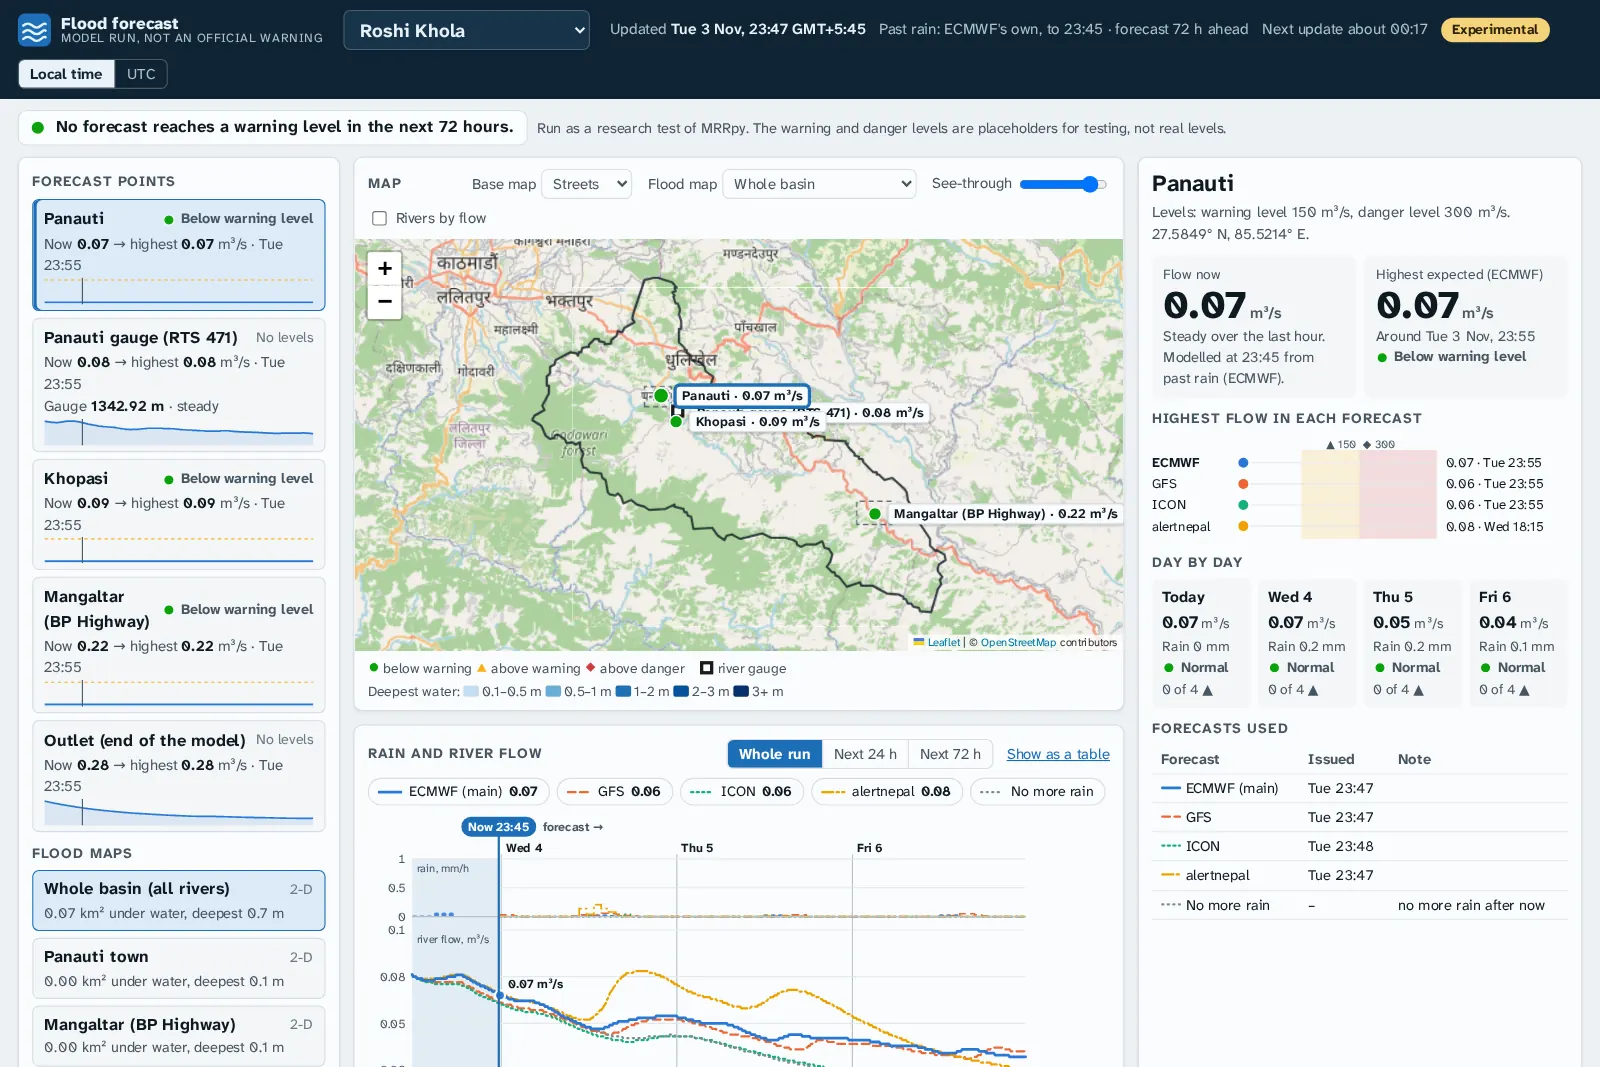 Flood forecast
MODEL RUN, NOT AN OFFICIAL WARNING
Roshi Khola
Updated Tue 3 Nov, 23:47 GMT+5:45 Past rain: ECMWF's own, to 23:45 · forecast 72 h ahead Next update about 00:17 Experimental
Local time UTC
No forecast reaches a warning level in the next 72 hours.
Run as a research test of MRRpy. The warning and danger levels are placeholders for testing, not real levels.
FORECAST POINTS
Panauti Below warning level
Now 0.07 → highest 0.07 m³/s · Tue
23:55
Panauti gauge (RTS 471) No levels
Now 0.08 → highest 0.08 m³/s · Tue
23:55
Gauge 1342.92 m · steady
Khopasi Below warning level
Now 0.09 → highest 0.09 m³/s · Tue
23:55
Mangaltar
(BP Highway) Below warning level
Now 0.22 → highest 0.22 m³/s · Tue
23:55
Outlet (end of the model) No levels
Now 0.28 → highest 0.28 m³/s · Tue
23:55
FLOOD MAPS
Whole basin (all rivers) 2-D
0.07 km² under water, deepest 0.7 m
Panauti town 2-D
0.00 km² under water, deepest 0.1 m
Mangaltar (BP Highway) 2-D
0.00 km² under water, deepest 0.1 m
MAP Base map Streets Flood map Whole basin See-through
Rivers by flow
+
−
काठमाडौं
मण्डनदेउपुर
ललितपुर
भक्तपुर
महालक्ष्मी
पाँचखाल
दक्षिणकाली
गोदावरी
धुलिखेल
Panauti · 0.07 m³/s
471) · 0.08 m³/s
Khopasi · 0.09 m³/s
ललितपुर
जिल्ला
Godawari
forest
Mangaltar (BP Highway) · 0.22 m³/s
Leaflet | © OpenStreetMap contributors
below warning above warning above danger river gauge
Deepest water: 0.1–0.5 m 0.5–1 m 1–2 m 2–3 m 3+ m
RAIN AND RIVER FLOW Whole run Next 24 h Next 72 h Show as a table
ECMWF (main) 0.07 GFS 0.06 ICON 0.06 alertnepal 0.08 No more rain
Now 23:45 forecast →
Wed 4 Thu 5 Fri 6
1
rain, mm/h
0.5
0
0.1
river flow, m³/s
0.08
0.07 m³/s
0.05
Panauti
Levels: warning level 150 m³/s, danger level 300 m³/s.
27.5849° N, 85.5214° E.
Flow now
0.07 m³/s
Steady over the last hour.
Modelled at 23:45 from
past rain (ECMWF).
Highest expected (ECMWF)
0.07 m³/s
Around Tue 3 Nov, 23:55
Below warning level
HIGHEST FLOW IN EACH FORECAST
▲ 150 ◆ 300
ECMWF 0.07 · Tue 23:55
GFS 0.06 · Tue 23:55
ICON 0.06 · Tue 23:55
alertnepal 0.08 · Wed 18:15
DAY BY DAY
Today Wed 4 Thu 5 Fri 6
0.07 m³/s 0.07 m³/s 0.05 m³/s 0.04 m³/s
Rain 0 mm Rain 0.2 mm Rain 0.2 mm Rain 0.1 mm
Normal Normal Normal Normal
0 of 4 ▲ 0 of 4 ▲ 0 of 4 ▲ 0 of 4 ▲
FORECASTS USED
Forecast Issued Note
ECMWF (main) Tue 23:47
GFS Tue 23:47
ICON Tue 23:48
alertnepal Tue 23:47
No more rain – no more rain after now